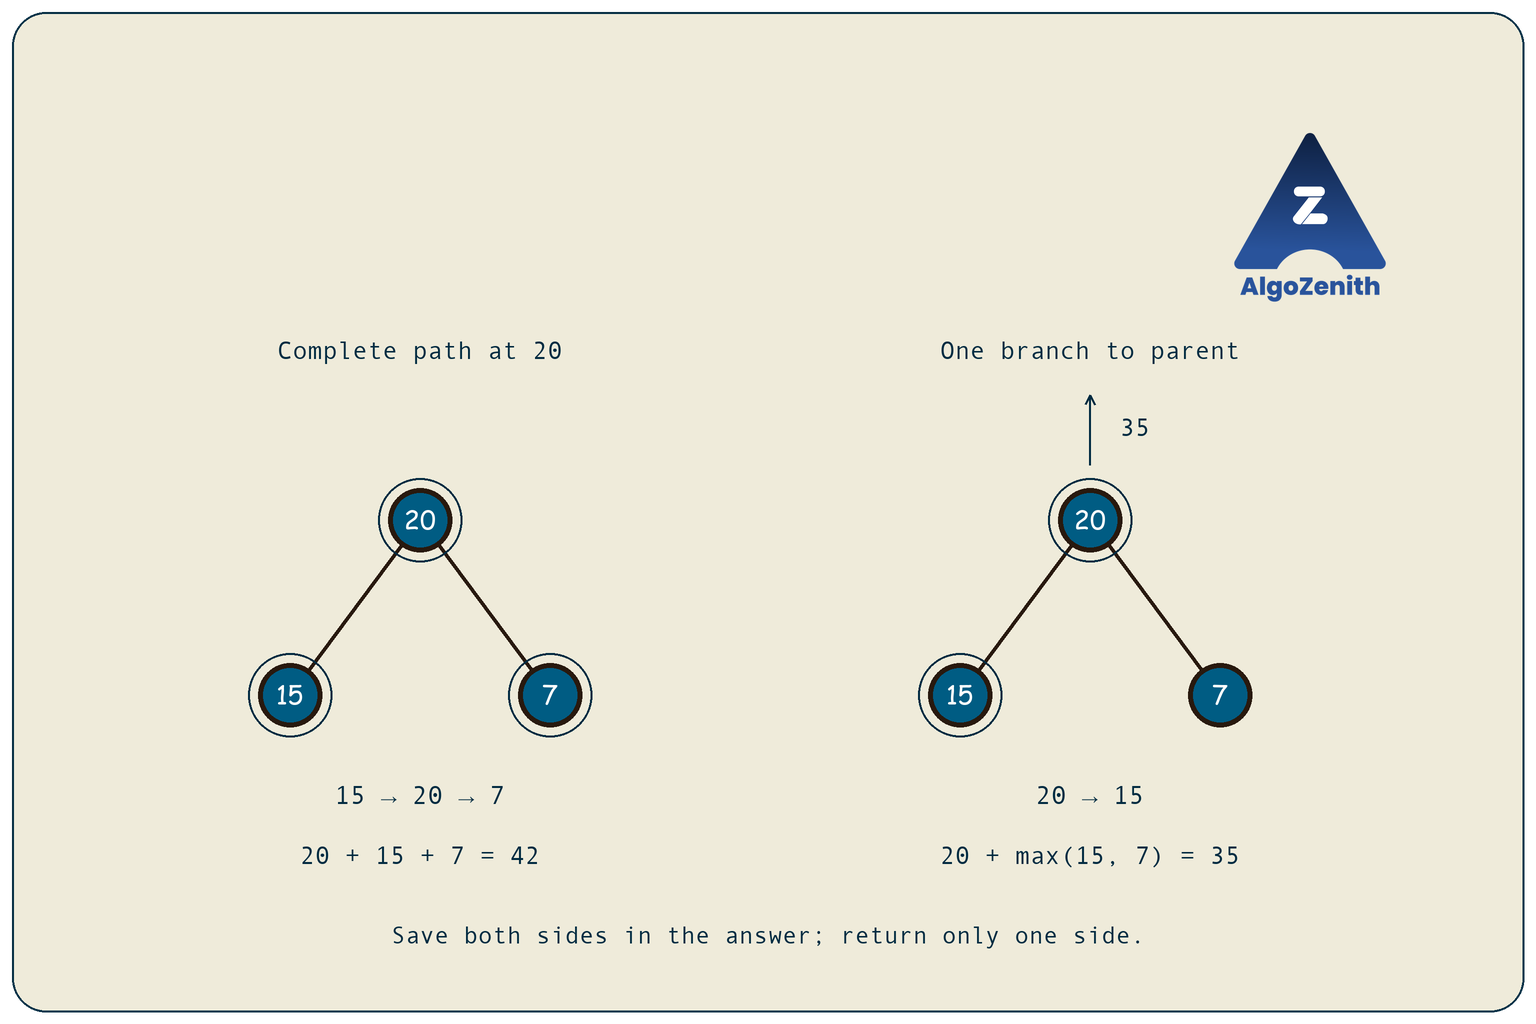 Z
AlgoZenith
Complete path at 20
One branch to parent
35
20
20
15
7
15
7
15 → 20 → 7
20 → 15
20 + 15 + 7 = 42
20 + max(15, 7) = 35
Save both sides in the answer; return only one side.